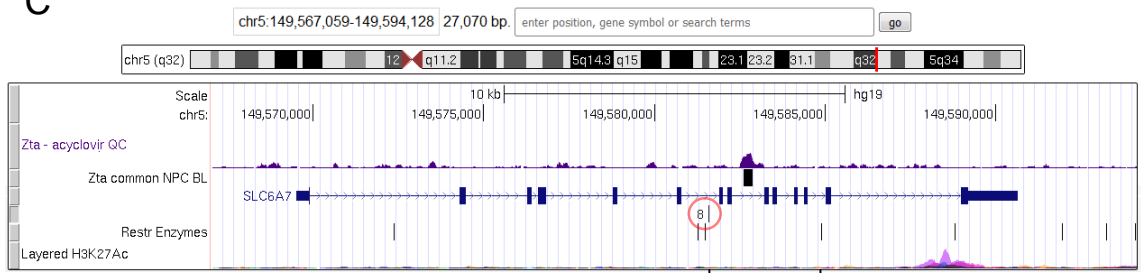 C
chr5:149,567,059-149,594,128 27,070 bp. enter position, gene symbol or search terms go
chr5 (q32) 12 q11.2 5q14.3 q15 23.1 23.2 31.1 q32 5q34
Scale 10 kb hg19
chr5: 149,570,000 149,575,000 149,580,000 149,585,000 149,590,000
Zta - acyclovir QC
Zta common NPC BL
SLC6A7
8
Restr Enzymes
Layered H3K27Ac